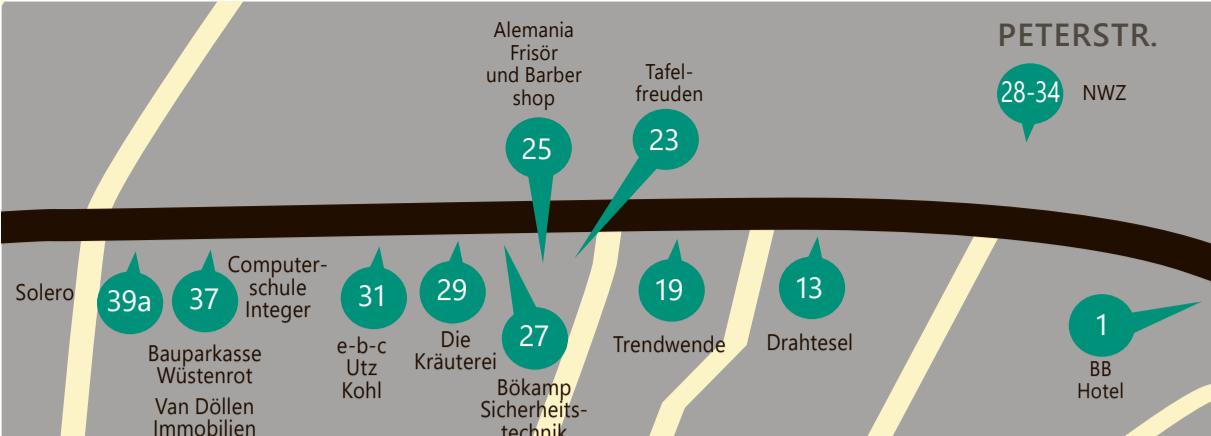 PETERSTR.
28-34
NWZ
Alemania
Frisör
und Barber
shop
25
Tafel-
freuden
23
Solero
39a
37
Computer-
schule
Integer
Bauparkasse
Wüstenrot
Van Döllen
Immobilien
31
e-b-c
Utz
Kohl
29
Die
Kräuterei
27
Bökamp
Sicherheits-
technik
19
Trendwende
13
Drahtesel
1
BB
Hotel